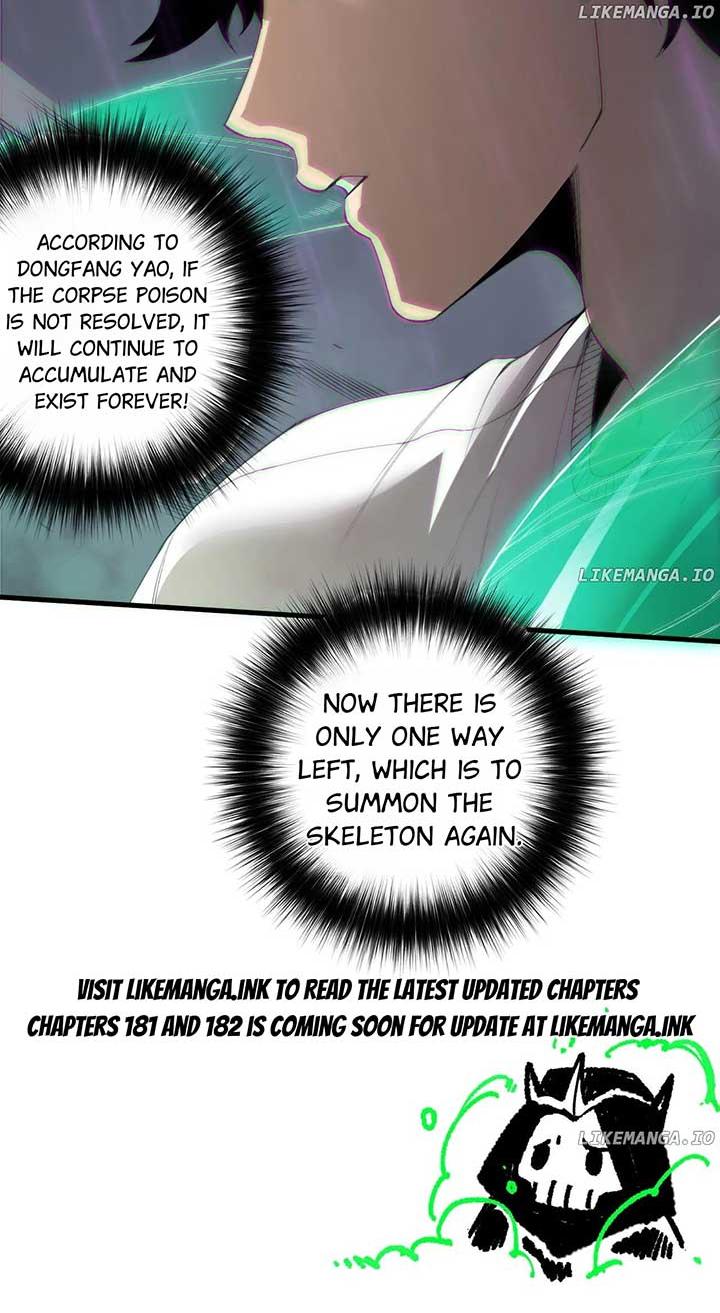 LIKEMANGA.IO
ACCORDING TO
DONGFANG YAO, IF
THE CORPSE POISON
IS NOT RESOLVED, IT
WILL CONTINUE TO
ACCUMULATE AND
EXIST FOREVER!
LIKEMANGA.IO
NOW THERE IS
ONLY ONE WAY
LEFT, WHICH IS TO
SUMMON THE
SKELETON AGAIN.
VISIT LIKEMANGA.INK TO READ THE LATEST UPDATED CHAPTERS
CHAPTERS 181 AND 182 IS COMING SOON FOR UPDATE AT LIKEMANGA.INK
LIKEMANGA.IO